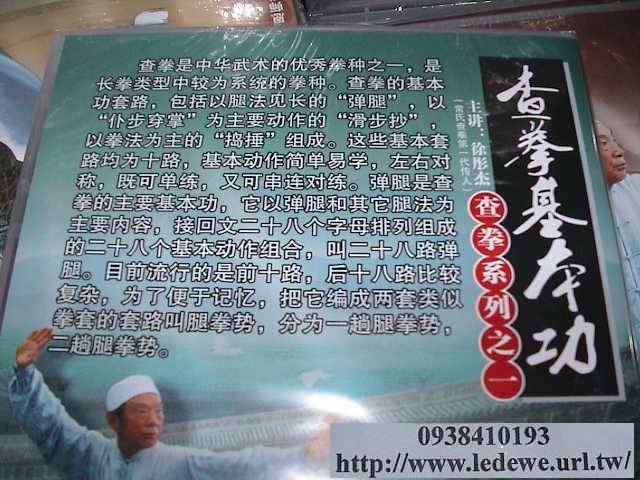 查拳基本功
主讲：徐彤杰
查拳系列之一
查拳是中华武术的优秀拳种之一，是
长拳类型中较为系统的拳种。查拳的基本
功套路，包括以腿法见长的“弹腿”，以
“仆步穿掌”为主要动作的“滑步抄”，
以拳法为主的“捣捶”组成。这些基本套
路均为十路，基本动作简单易学，左右对
称，既可单练，又可串连对练。弹腿是查
拳的主要基本功，它以弹腿和其它腿法为
主要内容，接回文二十八个字母排列组成
的二十八个基本动作组合，叫二十八路弹
腿。目前流行的是前十路，后十八路比较
复杂，为了便于记忆，把它编成两套类似
拳套的套路叫腿拳势，分为一趟腿拳势，
二趟腿拳势。
0938410193
http://www.ledewe.url.tw/